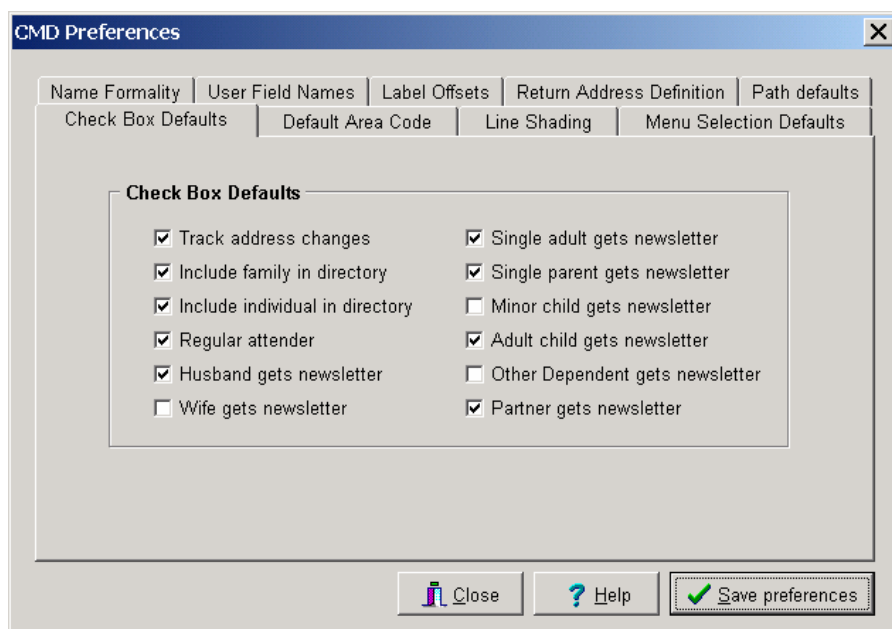 CMD Preferences
Name Formality User Field Names Label Offsets Return Address Definition Path defaults
Check Box Defaults Default Area Code Line Shading Menu Selection Defaults
Check Box Defaults
Track address changes
Include family in directory
Include individual in directory
Regular attender
Husband gets newsletter
Wife gets newsletter
Single adult gets newsletter
Single parent gets newsletter
Minor child gets newsletter
Adult child gets newsletter
Other Dependent gets newsletter
Partner gets newsletter
Close ? Help Save preferences